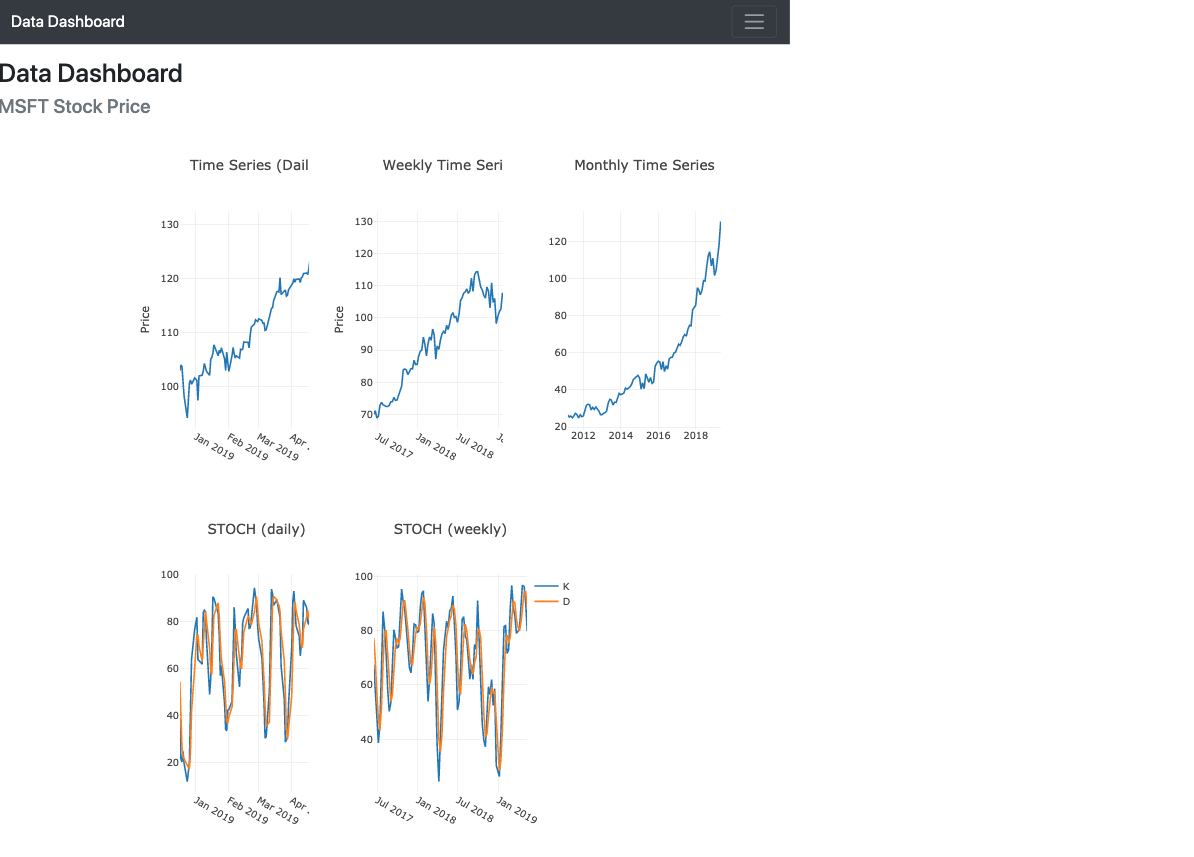 Data Dashboard
Data Dashboard
MSFT Stock Price
Time Series (Dail
Weekly Time Seri
Monthly Time Series
130
120
110
100
Price
Jan 2019
Feb 2019
Mar 2019
Apr
130
120
110
100
90
80
70
Price
Jul 2017
Jan 2018
Jul 2018
120
100
80
60
40
20
2012
2014
2016
2018
STOCH (daily)
STOCH (weekly)
100
80
60
40
20
Jan 2019
Feb 2019
Mar 2019
Apr
100
80
60
40
Jul 2017
Jan 2018
Jul 2018
Jan 2019
K
D